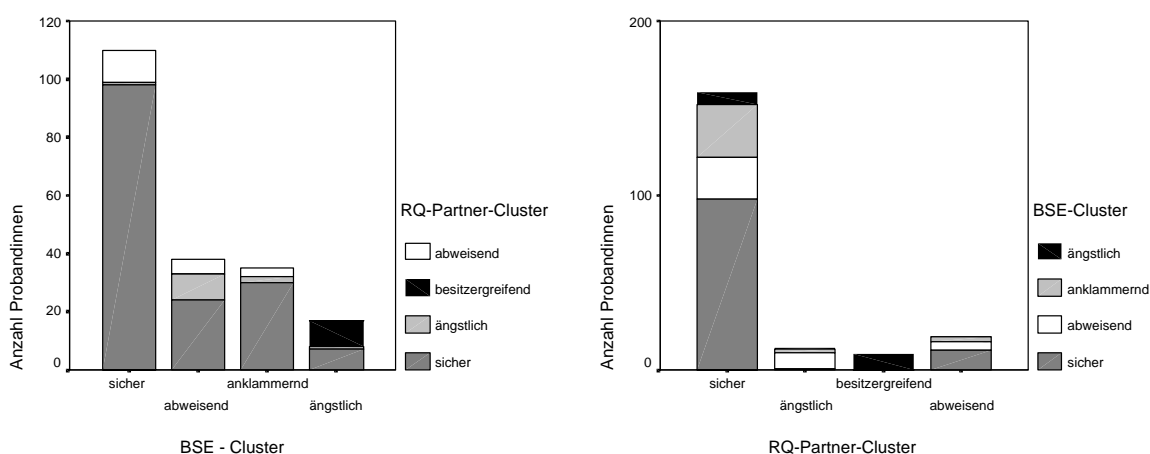 120
100
80
60
40
20
0
Anzahl Probandinnen
sicher
abweisend
anklammernd
ängstlich
BSE - Cluster
RQ-Partner-Cluster
abweisend
besitzergreifend
ängstlich
sicher
200
100
0
Anzahl Probandinnen
sicher
ängstlich
besitzergreifend
abweisend
RQ-Partner-Cluster
BSE-Cluster
ängstlich
anklammernd
abweisend
sicher